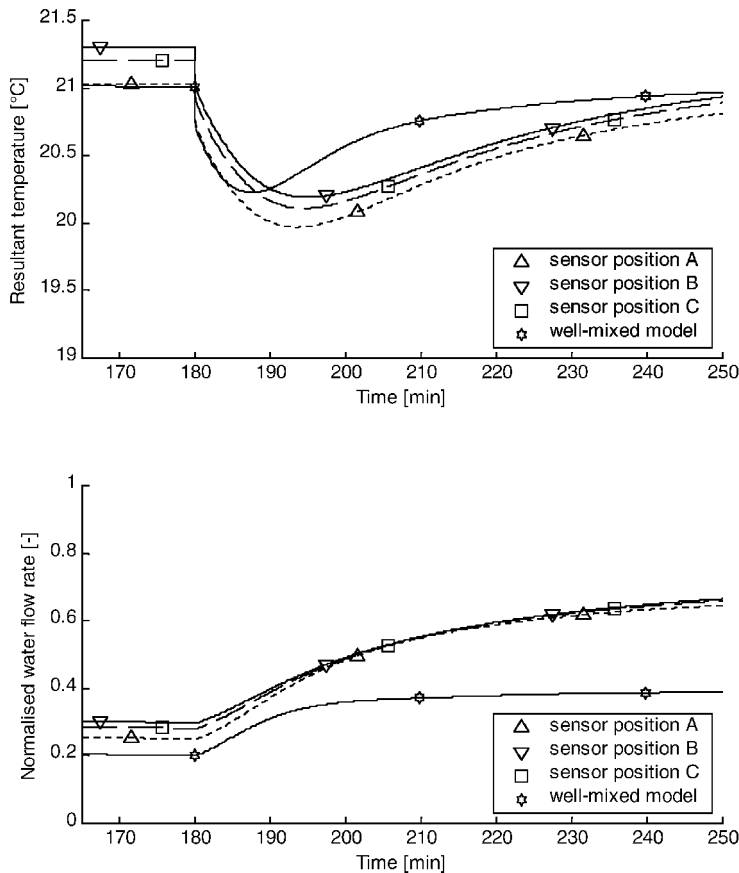 Resultant temperature [°C]
21.5
21
20.5
20
19.5
19
170 180 190 200 210 220 230 240 250
Time [min]
sensor position A
sensor position B
sensor position C
well-mixed model
Normalised water flow rate [-]
1
0.8
0.6
0.4
0.2
0
170 180 190 200 210 220 230 240 250
Time [min]
sensor position A
sensor position B
sensor position C
well-mixed model